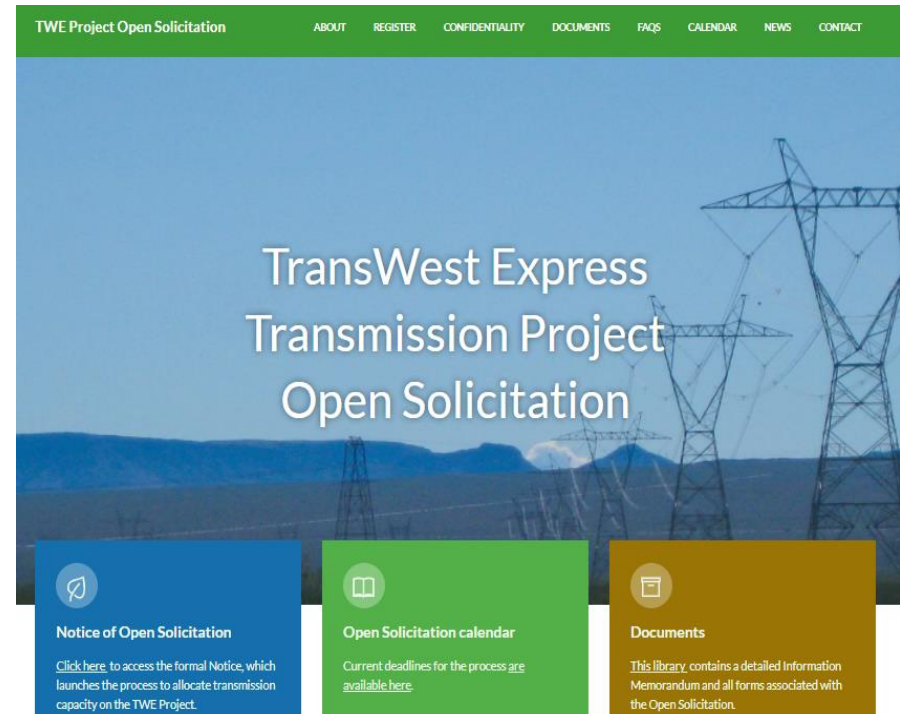 TWE Project Open Solicitation
ABOUT REGISTER CONFIDENTIALITY DOCUMENTS FAQS CALENDAR NEWS CONTACT
TransWest Express
Transmission Project
Open Solicitation
Notice of Open Solicitation
Click here to access the formal Notice, which
launches the process to allocate transmission
capacity on the TWE Project.
Open Solicitation calendar
Current deadlines for the process are
available here.
Documents
This library contains a detailed Information
Memorandum and all forms associated with
the Open Solicitation.